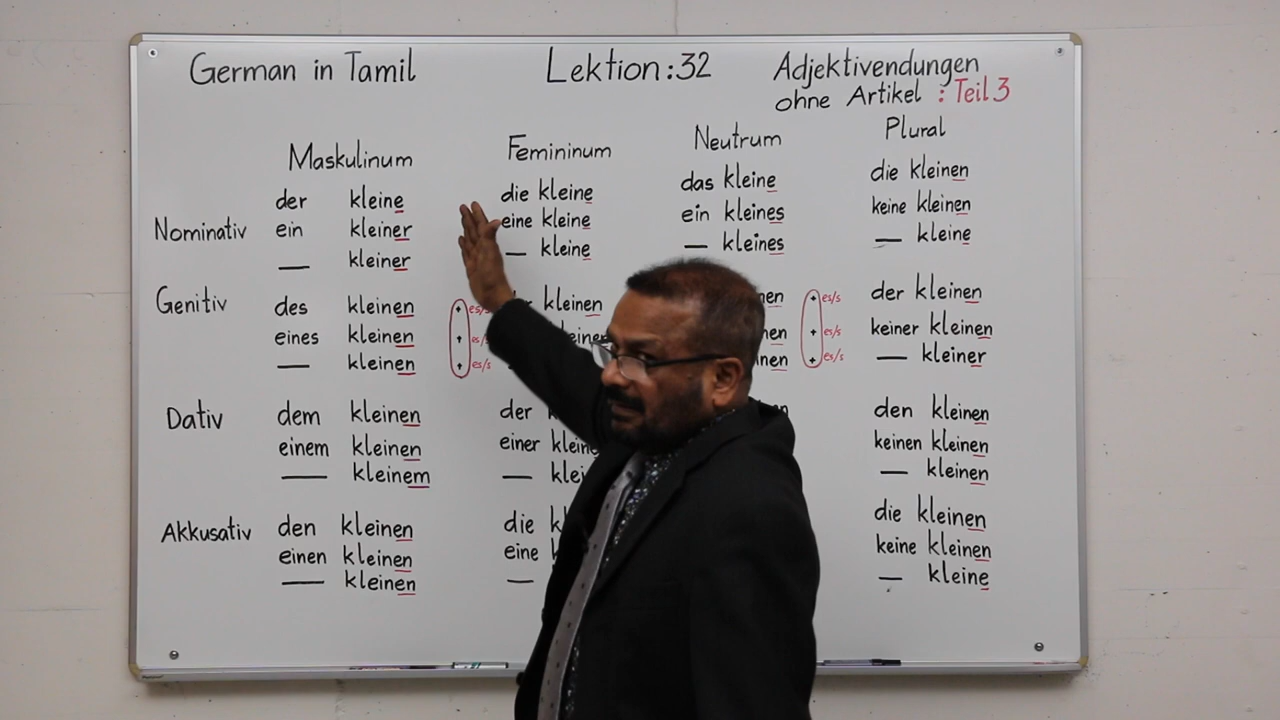 German in Tamil
Lektion:32
Adjektivendungen
ohne Artikel : Teil 3
Maskulinum
Femininum
Neutrum
Plural
Nominativ
der kleine
ein kleiner
— kleiner
die kleine
eine kleine
— kleine
das kleine
ein kleines
— kleines
die kleinen
keine kleinen
— kleine
Genitiv
des kleinen + es/s
eines kleinen + es/s
— kleinen + es/s
kleinen
+ es/s
+ es/s
+ es/s
der kleinen
keiner kleinen
— kleiner
Dativ
dem kleinen
einem kleinen
— kleinem
der
einer
—
den kleinen
keinen kleinen
— kleinen
Akkusativ
den kleinen
einen kleinen
— kleinen
die
eine
—
die kleinen
keine kleinen
— kleine